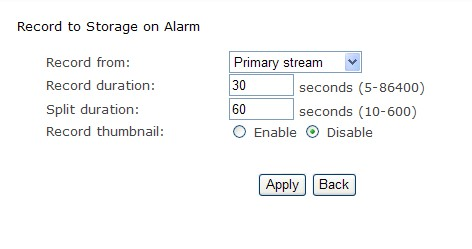 Record to Storage on Alarm
Record from: Primary stream
Record duration: 30 seconds (5-86400)
Split duration: 60 seconds (10-600)
Record thumbnail: Enable Disable
Apply Back